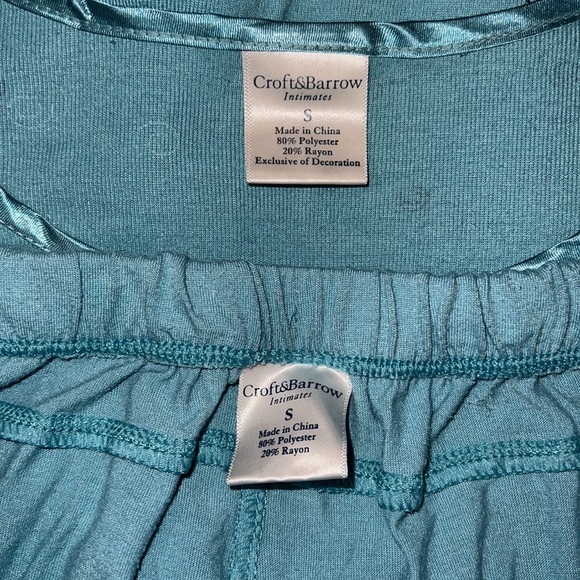 Croft&Barrow
Intimates
S
Made in China
80% Polyester
20% Rayon
Exclusive of Decoration
Croft&Barrow
Intimates
S
Made in China
80% Polyester
20% Rayon